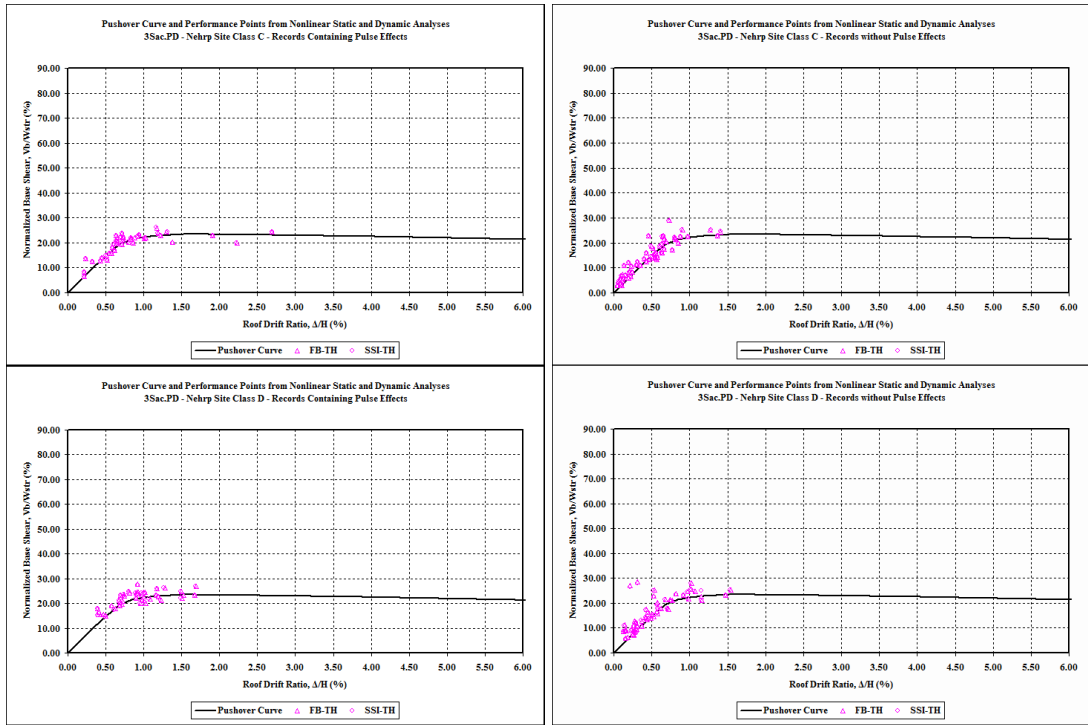 Pushover Curve and Performance Points from Nonlinear Static and Dynamic Analyses
3Sac.PD - Nehrp Site Class C - Records Containing Pulse Effects
Normalized Base Shear, Vb/Wstr (%)
90.00
80.00
70.00
60.00
50.00
40.00
30.00
20.00
10.00
0.00
0.00 0.50 1.00 1.50 2.00 2.50 3.00 3.50 4.00 4.50 5.00 5.50 6.00
Roof Drift Ratio, Δ/H (%)
Pushover Curve FB-TH SSI-TH
Pushover Curve and Performance Points from Nonlinear Static and Dynamic Analyses
3Sac.PD - Nehrp Site Class C - Records without Pulse Effects
Normalized Base Shear, Vb/Wstr (%)
90.00
80.00
70.00
60.00
50.00
40.00
30.00
20.00
10.00
0.00
0.00 0.50 1.00 1.50 2.00 2.50 3.00 3.50 4.00 4.50 5.00 5.50 6.00
Roof Drift Ratio, Δ/H (%)
Pushover Curve FB-TH SSI-TH
Pushover Curve and Performance Points from Nonlinear Static and Dynamic Analyses
3Sac.PD - Nehrp Site Class D - Records Containing Pulse Effects
Normalized Base Shear, Vb/Wstr (%)
90.00
80.00
70.00
60.00
50.00
40.00
30.00
20.00
10.00
0.00
0.00 0.50 1.00 1.50 2.00 2.50 3.00 3.50 4.00 4.50 5.00 5.50 6.00
Roof Drift Ratio, Δ/H (%)
Pushover Curve FB-TH SSI-TH
Pushover Curve and Performance Points from Nonlinear Static and Dynamic Analyses
3Sac.PD - Nehrp Site Class D - Records without Pulse Effects
Normalized Base Shear, Vb/Wstr (%)
90.00
80.00
70.00
60.00
50.00
40.00
30.00
20.00
10.00
0.00
0.00 0.50 1.00 1.50 2.00 2.50 3.00 3.50 4.00 4.50 5.00 5.50 6.00
Roof Drift Ratio, Δ/H (%)
Pushover Curve FB-TH SSI-TH